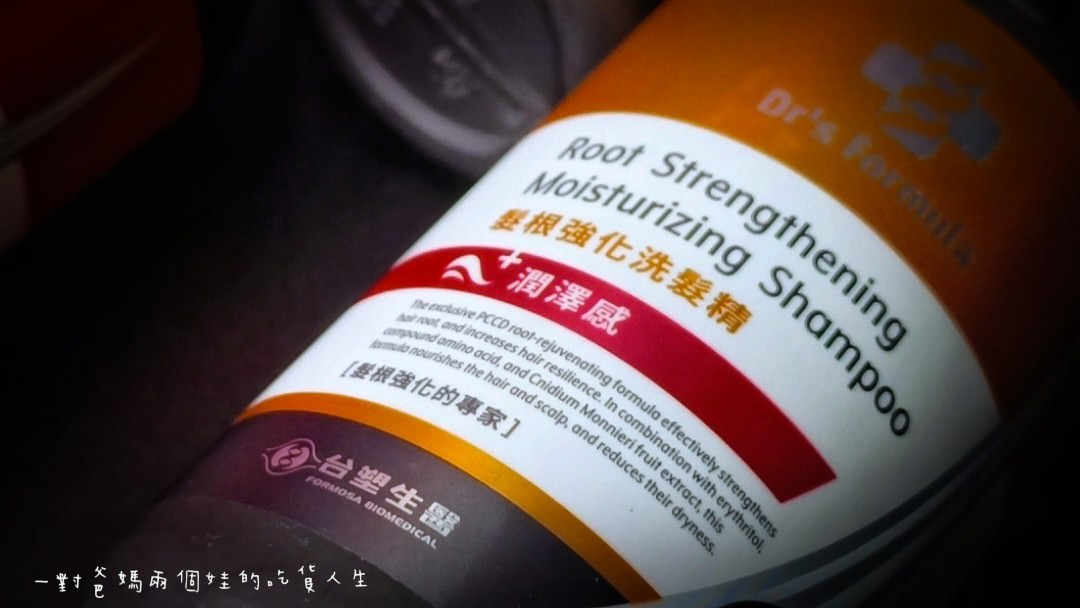 Dr's Formula
Root Strengthening
Moisturizing Shampoo
髮根強化洗髮精
+潤澤感
The exclusive PCCD root-rejuvenating formula effectively strengthens
hair root, and increases hair resilience. In combination with erythritol,
compound amino acid, and Cnidium Monnieri fruit extract, this
formula nourishes the hair and scalp, and reduces their dryness.
[髮根強化的專家]
台塑生醫
FORMOSA BIOMEDICAL
一對爸媽兩個娃的吃貨人生